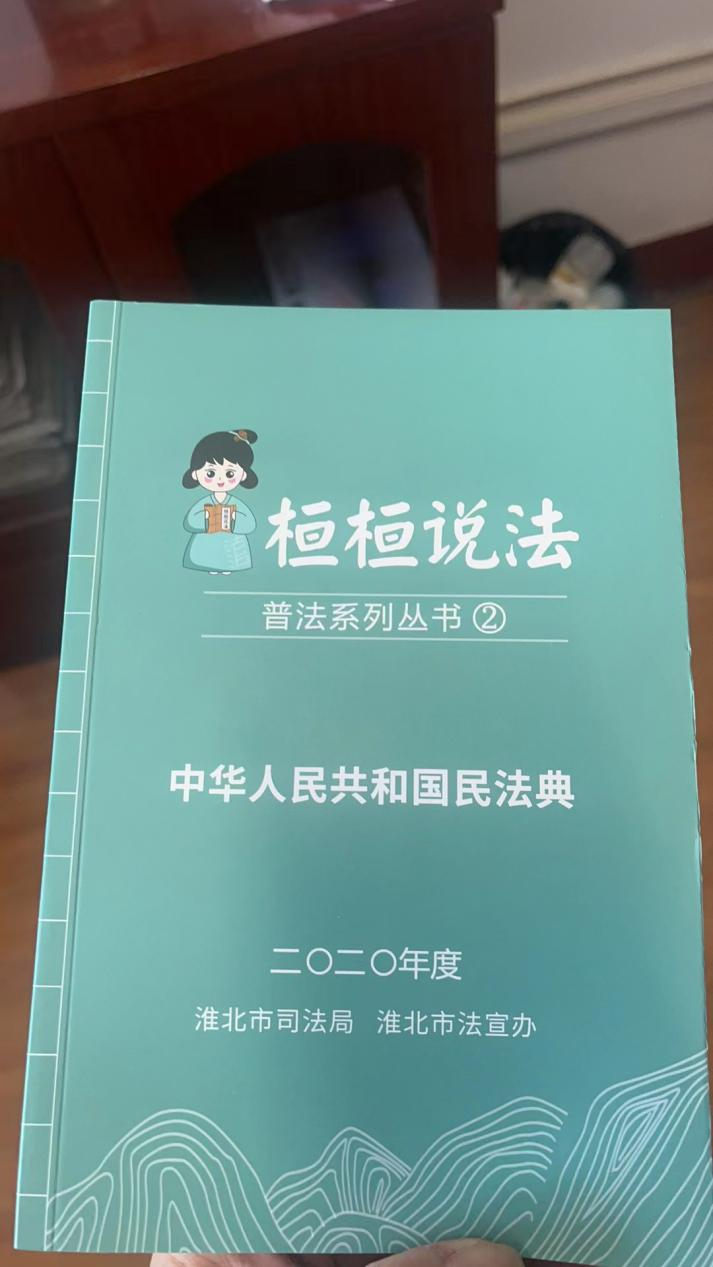 桓桓说法
普法系列丛书②
中华人民共和国民法典
二〇二〇年度
淮北市司法局 淮北市法宣办